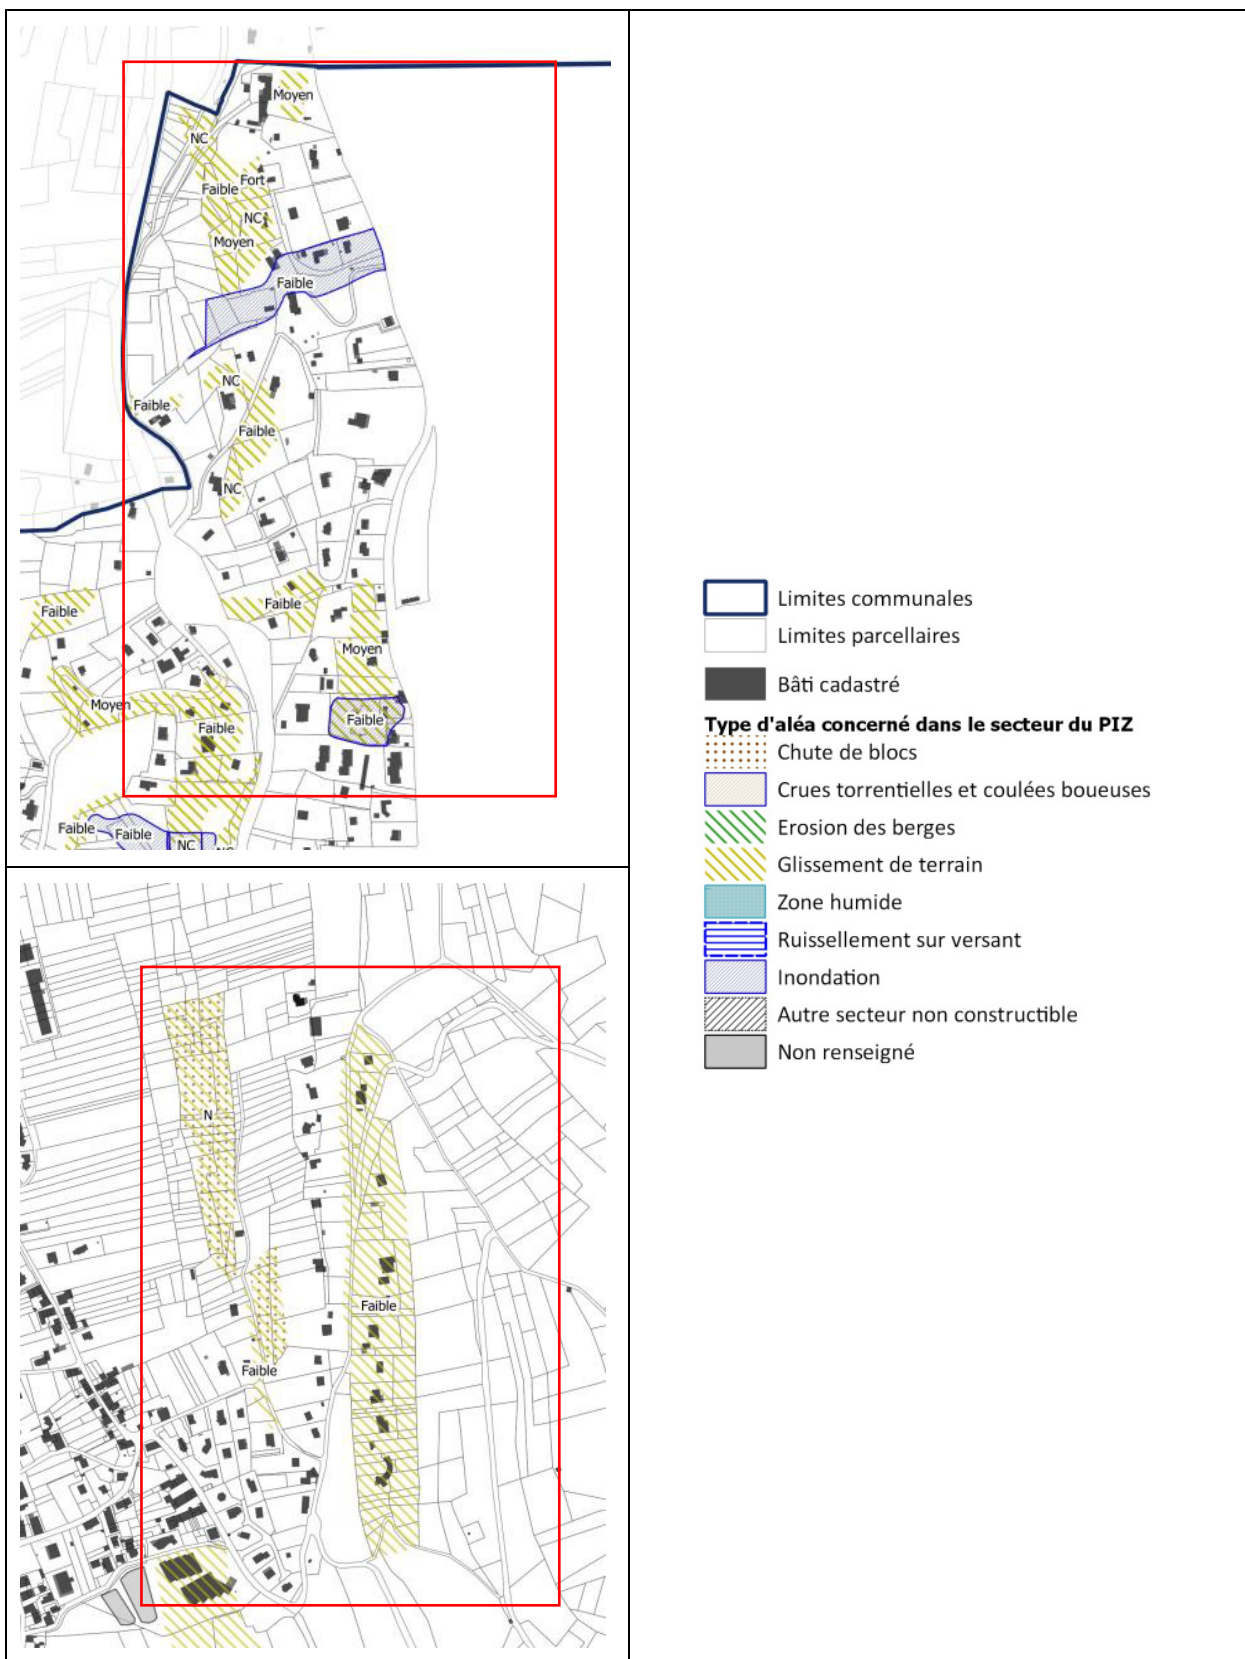 Moyen
NC
Faible
Fort
NC
Moyen
Faible
NC
Faible
Faible
NC
Faible
Faible
Moyen
Moyen
Faible
Faible
Faible
Faible
NC
NC
N
Faible
Faible
Limites communales
Limites parcellaires
Bâti cadastré
Type d'aléa concerné dans le secteur du PIZ
Chute de blocs
Crues torrentielles et coulées boueuses
Erosion des berges
Glissement de terrain
Zone humide
Ruissellement sur versant
Inondation
Autre secteur non constructible
Non renseigné